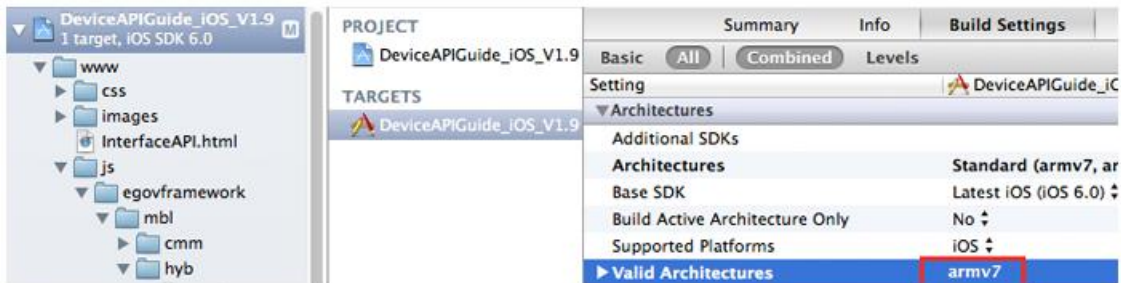 DeviceAPIGuide_iOS_V1.9
1 target, iOS SDK 6.0
M
www
css
images
InterfaceAPI.html
js
egovframework
mbl
cmm
hyb
PROJECT
DeviceAPIGuide_iOS_V1.9
TARGETS
DeviceAPIGuide_iOS_V1.9
Summary Info Build Settings
Basic All Combined Levels
Setting DeviceAPIGuide_iC
Architectures
Additional SDKs
Architectures Standard (armv7, ar
Base SDK Latest iOS (iOS 6.0)
Build Active Architecture Only No
Supported Platforms iOS
Valid Architectures armv7